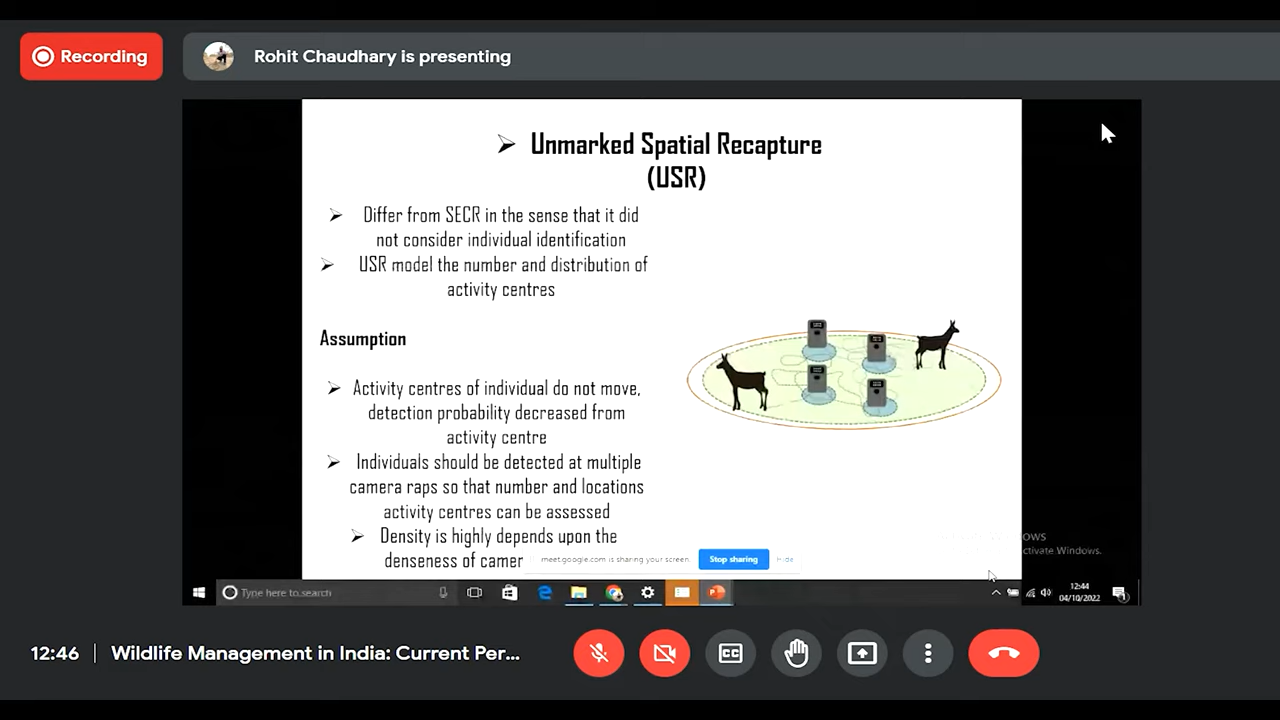 Recording
Rohit Chaudhary is presenting
➢ Unmarked Spatial Recapture
(USR)
➢ Differ from SECR in the sense that it did
not consider individual identification
➢ USR model the number and distribution of
activity centres
Assumption
➢ Activity centres of individual do not move,
detection probability decreased from
activity centre
➢ Individuals should be detected at multiple
camera raps so that number and locations
activity centres can be assessed
➢ Density is highly depends upon the
denseness of camer
meet.google.com is sharing your screen.
Stop sharing
Hide
ctivate Windows.
Type here to search
12:44
04/10/2022
12:46
Wildlife Management in India: Current Per...
CC